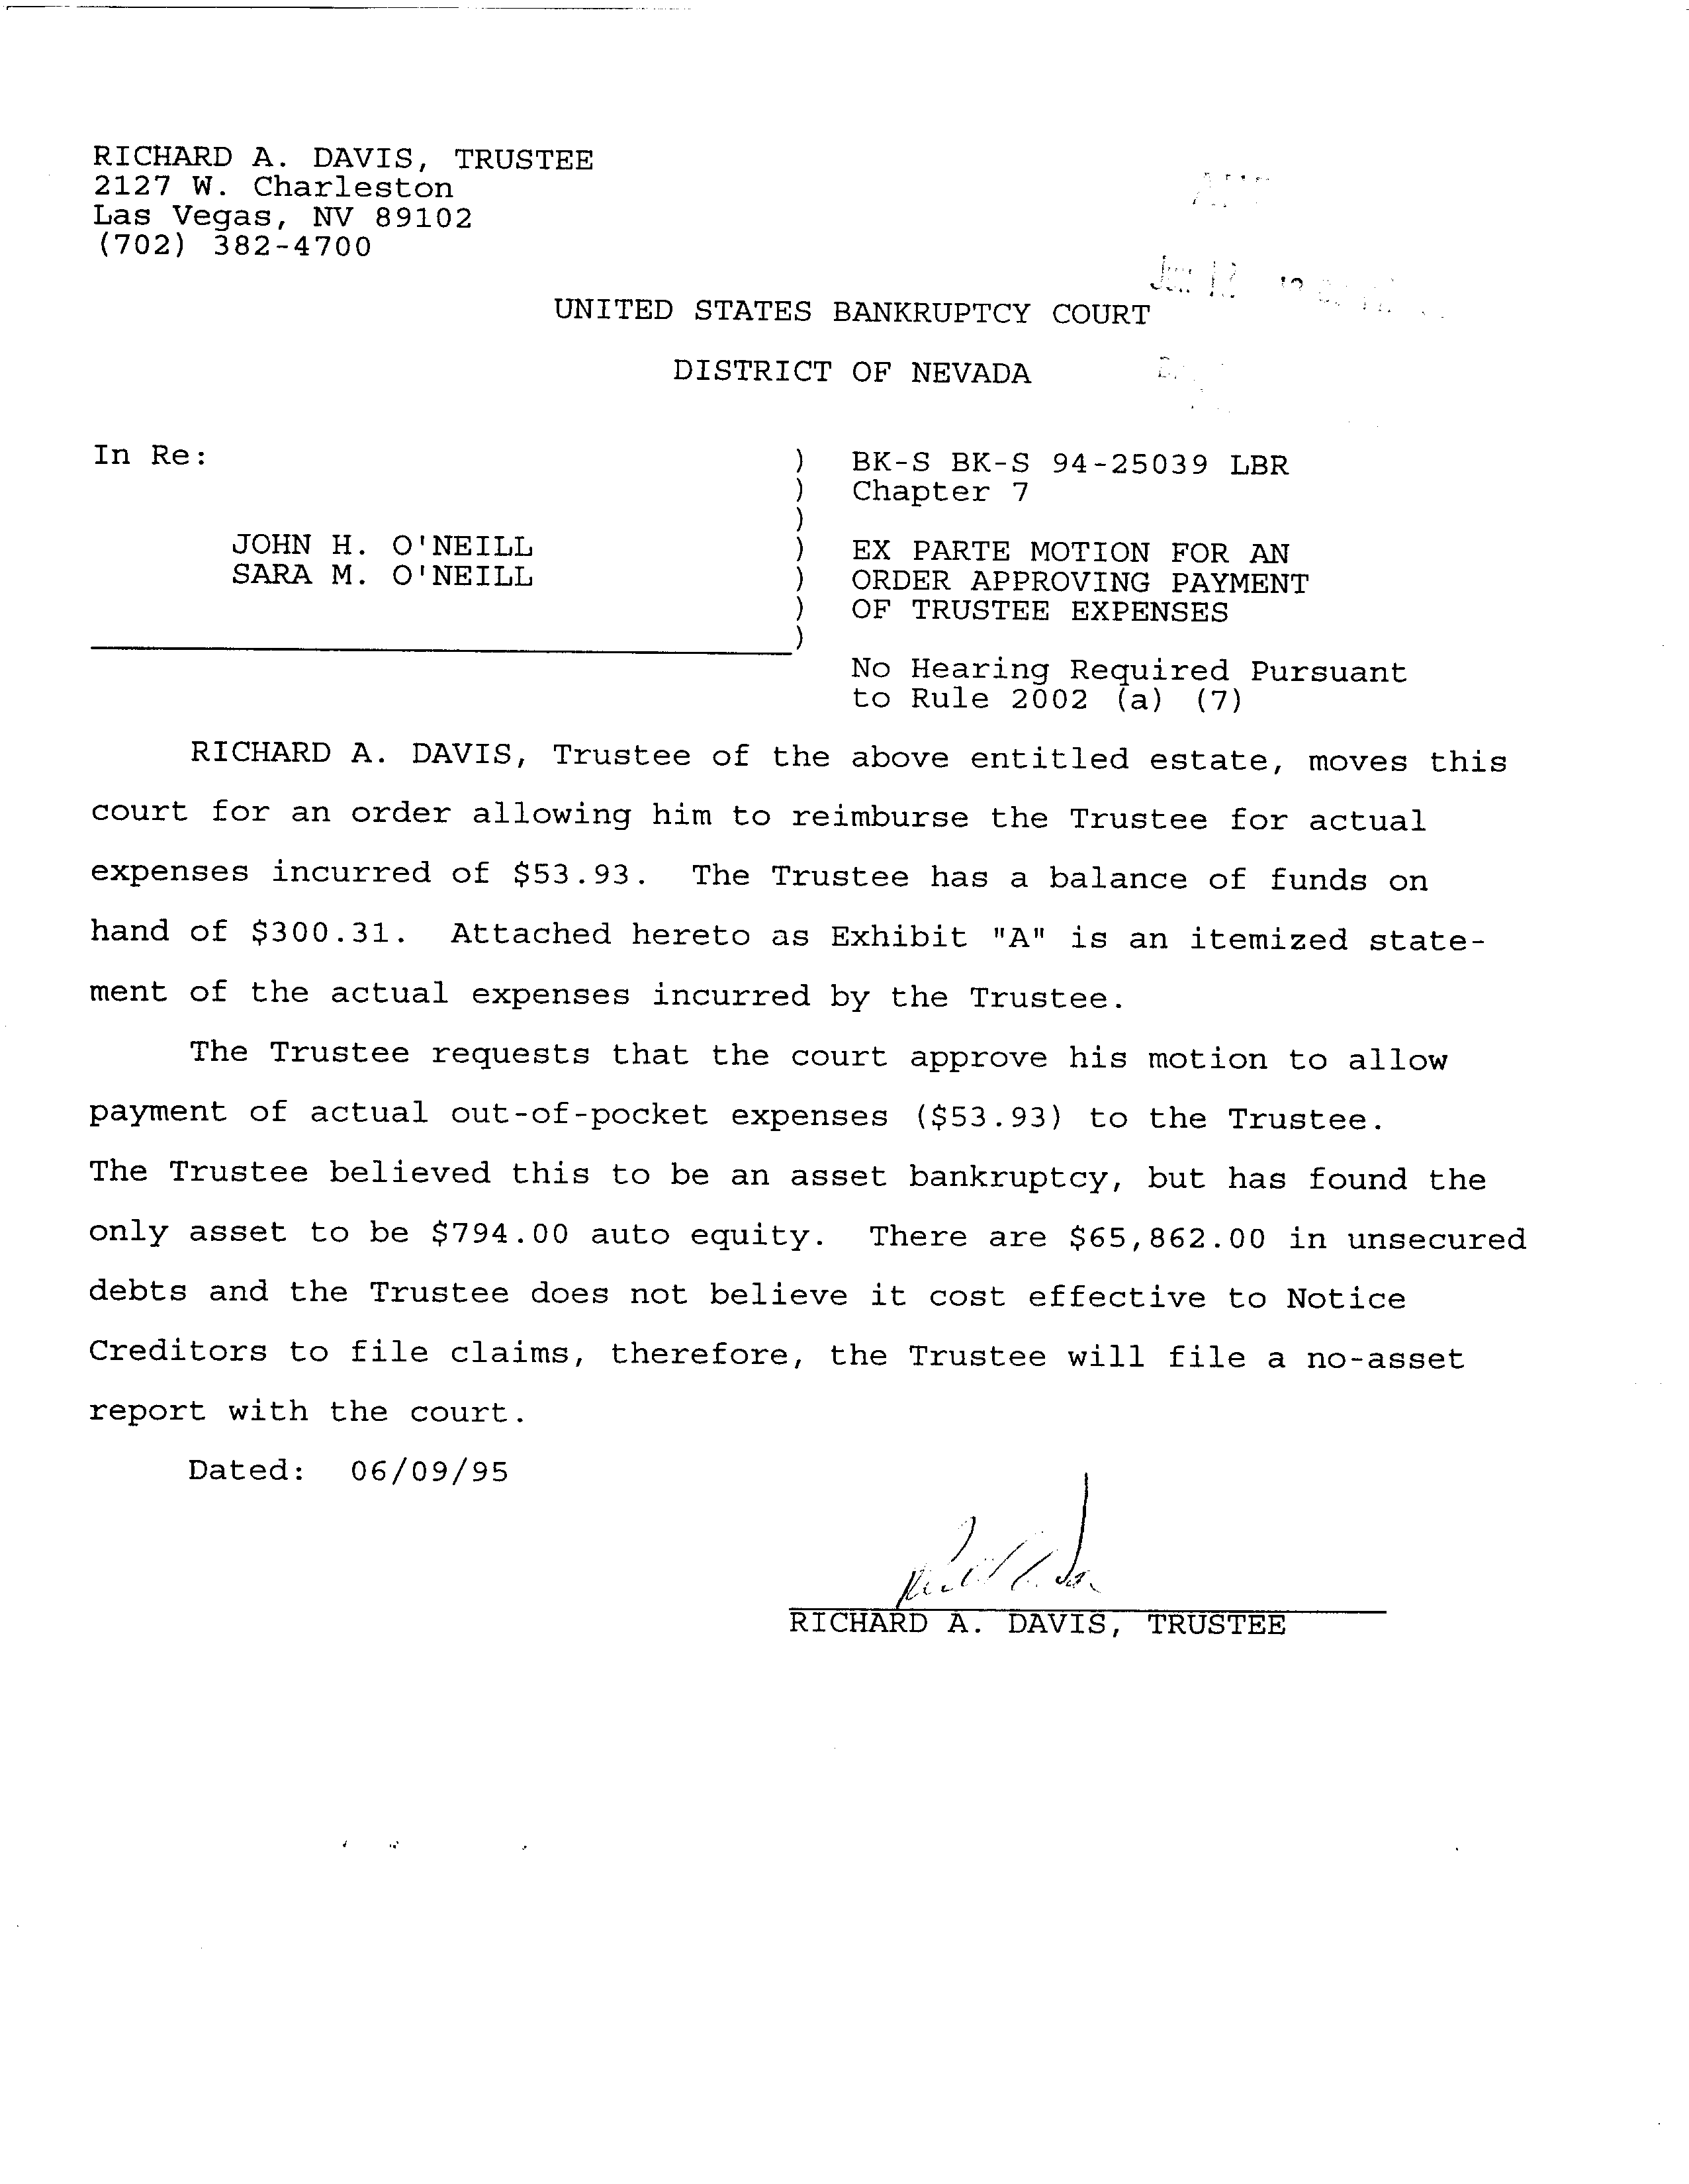 RICHARD A. DAVIS, TRUSTEE
2127 W. Charleston
Las Vegas, NV 89102
(702) 382-4700
UNITED STATES BANKRUPTCY COURT
DISTRICT OF NEVADA
In Re:
JOHN H. O'NEILL
SARA M. O'NEILL
)
)
)
)
)
)
)
BK-S BK-S 94-25039 LBR
Chapter 7
EX PARTE MOTION FOR AN
ORDER APPROVING PAYMENT
OF TRUSTEE EXPENSES
No Hearing Required Pursuant
to Rule 2002 (a) (7)
RICHARD A. DAVIS, Trustee of the above entitled estate, moves this
court for an order allowing him to reimburse the Trustee for actual
expenses incurred of $53.93. The Trustee has a balance of funds on
hand of $300.31. Attached hereto as Exhibit "A" is an itemized state-
ment of the actual expenses incurred by the Trustee.
The Trustee requests that the court approve his motion to allow
payment of actual out-of-pocket expenses ($53.93) to the Trustee.
The Trustee believed this to be an asset bankruptcy, but has found the
only asset to be $794.00 auto equity. There are $65,862.00 in unsecured
debts and the Trustee does not believe it cost effective to Notice
Creditors to file claims, therefore, the Trustee will file a no-asset
report with the court.
Dated: 06/09/95
RICHARD A. DAVIS, TRUSTEE